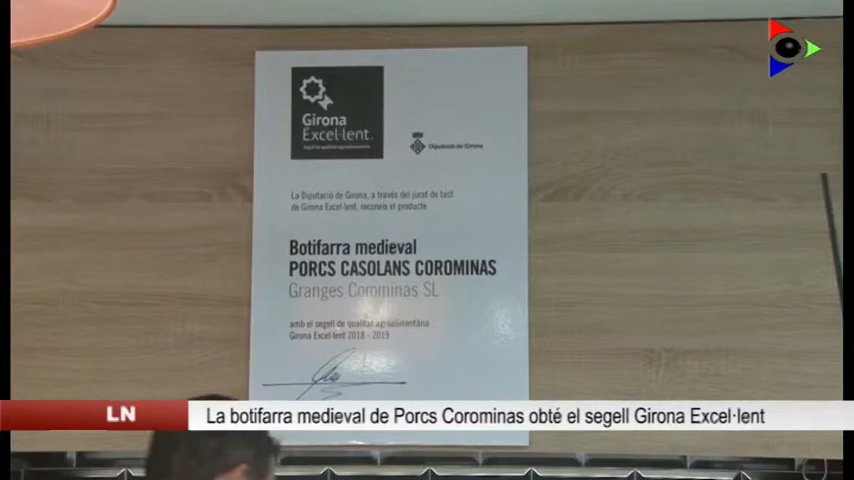 Girona
Excel·lent.
Diputació de Girona
La Diputació de Girona, a través del jurat de tast
de Girona Excel·lent, reconeix el producte
Botifarra medieval
PORCS CASOLANS COROMINAS
Granges Corominas SL
amb el segell de qualitat agroalimentària
Girona Excel·lent 2018 - 2019
LN
La botifarra medieval de Porcs Corominas obté el segell Girona Excel·lent